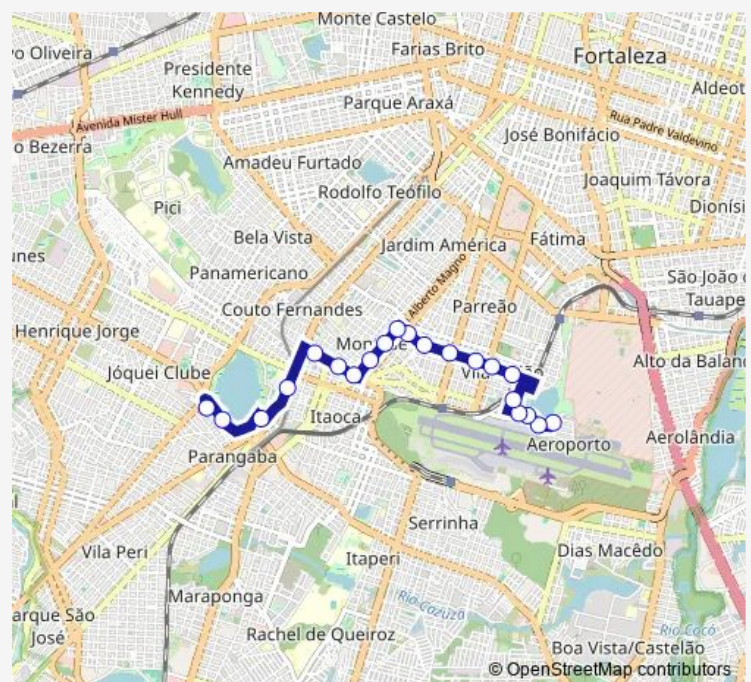 Monte Castelo
Farias Brito
Fortaleza
vo Oliveira
Presidente
Kennedy
Aldeot
Parque Araxá
Avenida Mister Hull
Rua Padre Valdevino
José Bonifácio
o Bezerra
Amadeu Furtado
Joaquim Távora
Rodolfo Teófilo
Pici
Dionísi
Bela Vista
Jardim América
Fátima
unes
Panamericano
São João
Tauape
Alberto Magno
Couto Fernandes
Parreão
Henrique Jorge
Jóquei Clube
Alto da Balan
Itaoca
Aeroporto
Aerolândia
Parangaba
Serrinha
Vila Peri
Itaperi
Dias Macêdo
Maraponga
Rio Cazuza
arque São
José
Rachel de Queiroz
Rio Cocó
Boa Vista/Castelão
© OpenStreetMap contributors